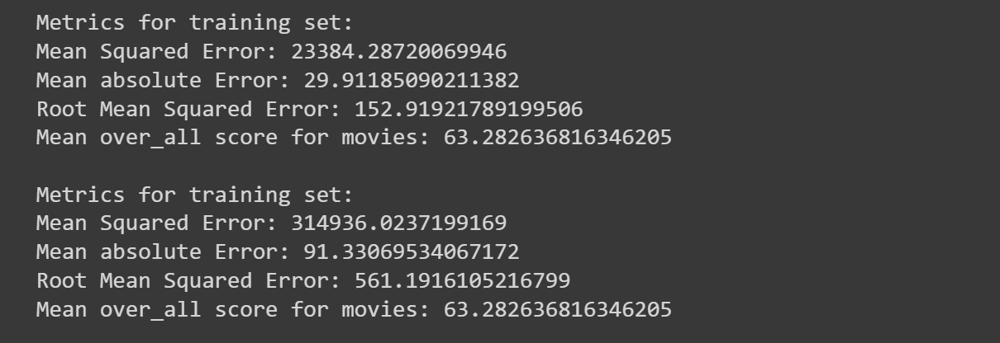 Metrics for training set:
Mean Squared Error: 23384.28720069946
Mean absolute Error: 29.91185090211382
Root Mean Squared Error: 152.91921789199506
Mean over_all score for movies: 63.282636816346205
Metrics for training set:
Mean Squared Error: 314936.0237199169
Mean absolute Error: 91.33069534067172
Root Mean Squared Error: 561.1916105216799
Mean over_all score for movies: 63.282636816346205